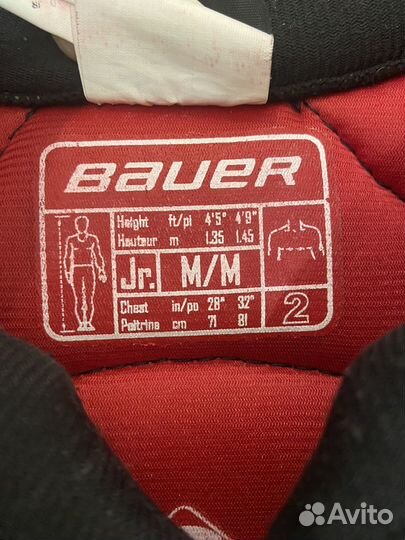 BAUER
Height ft/pi 4'5" 4'9"
Hauteur m 1.35 1.45
Jr. M/M
Chest in/po 28" 32"
Poitrine cm 71 81
2
Avito